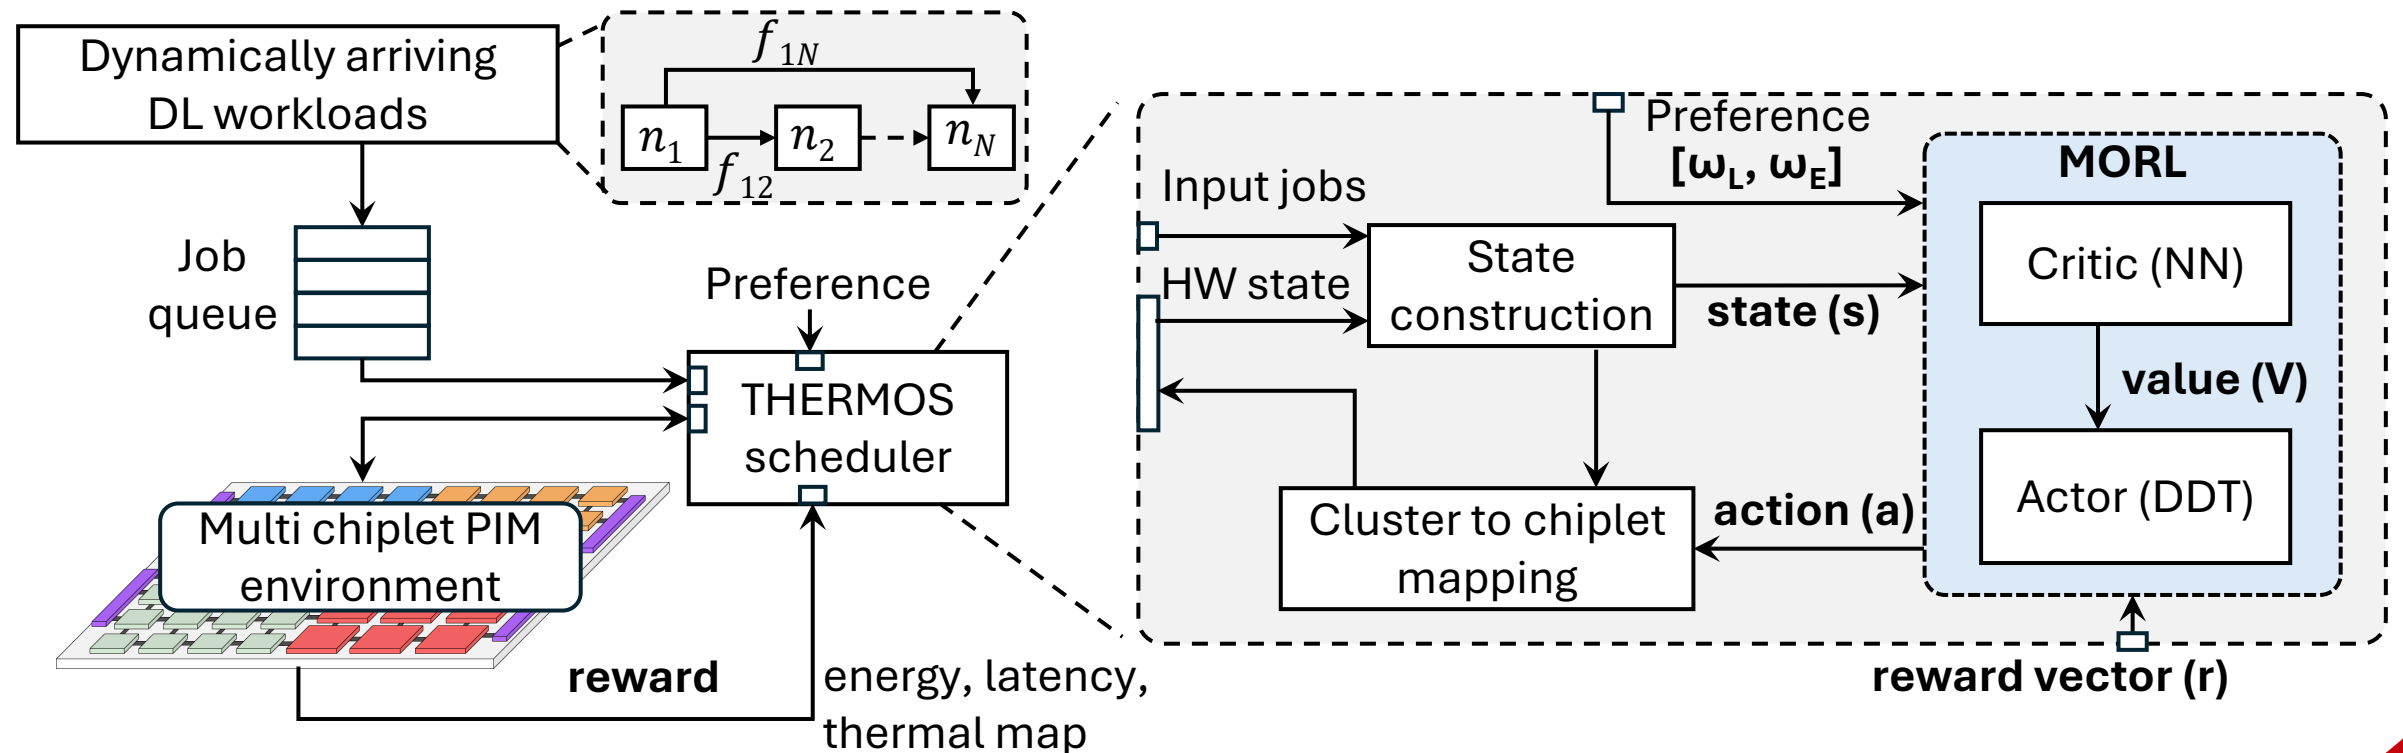 Dynamically arriving
DL workloads
f1N
n1
n2
nN
f12
Job
queue
Preference
THERMOS
scheduler
Multi chiplet PIM
environment
reward
energy, latency,
thermal map
Preference
[ωL, ωE]
Input jobs
HW state
State
construction
state (s)
MORL
Critic (NN)
value (V)
Actor (DDT)
action (a)
Cluster to chiplet
mapping
reward vector (r)